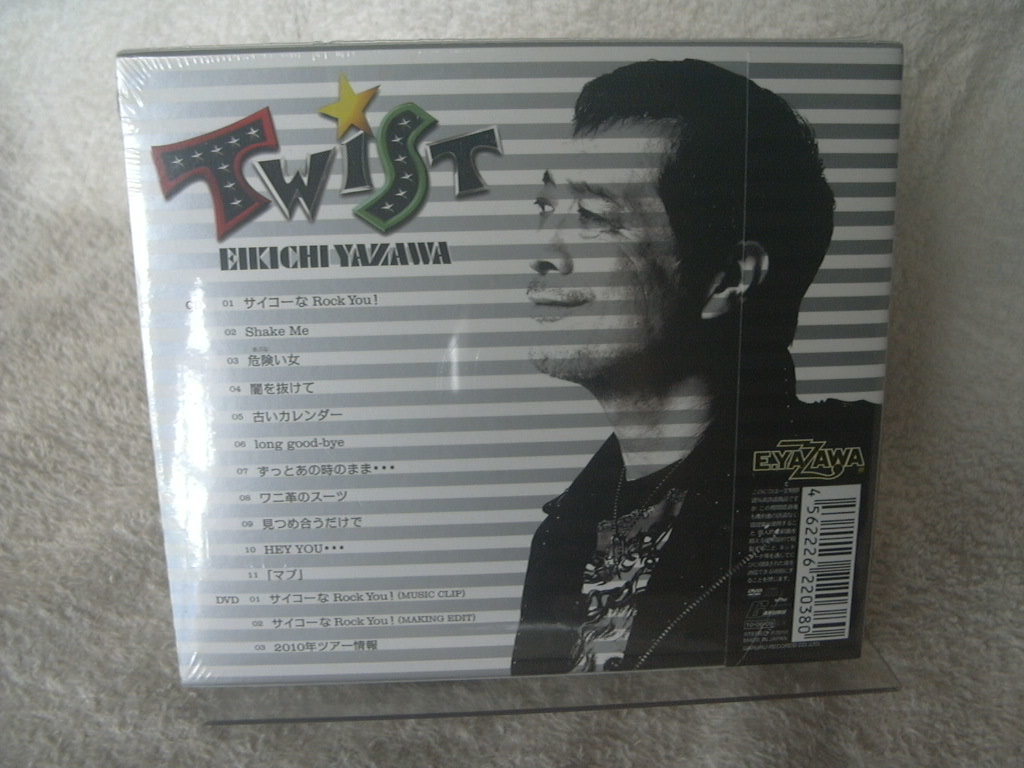 TWIST
EIKICHI YAZAWA
01 サイコーな Rock You!
02 Shake Me
03 危険い女
04 闇を抜けて
05 古いカレンダー
06 long good-bye
07 ずっとあの時のまま・・・
08 ワニ革のスーツ
09 見つめ合うだけで
10 HEY YOU・・・
11 「マブ」
DVD 01 サイコーな Rock You! (MUSIC CLIP)
02 サイコーな Rock You! (MAKING EDIT)
03 2010年ツアー情報
E.YAZAWA
4 562226 220380
MADE IN JAPAN